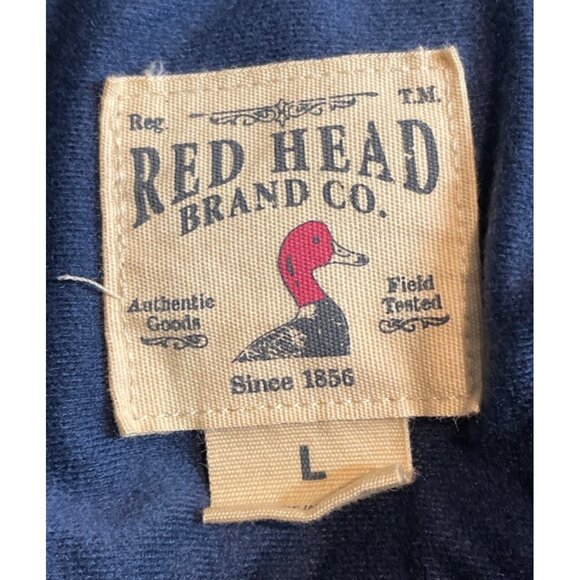 Reg. T.M.
RED HEAD
BRAND CO.
Authentic
Goods
Field
Tested
Since 1856
L